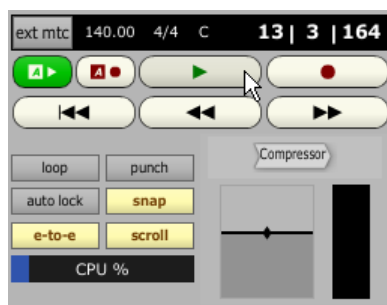 ext mtc 140.00 4/4 C 13| 3 |164
A A
Compressor
loop punch
auto lock snap
e-to-e scroll
CPU %